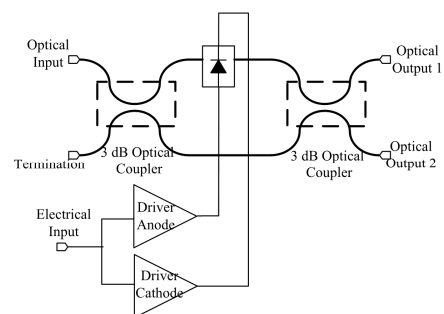 Optical
Input
Optical
Output 1
Termination
3 dB Optical
Coupler
3 dB Optical
Coupler
Optical
Output 2
Electrical
Input
Driver
Anode
Driver
Cathode